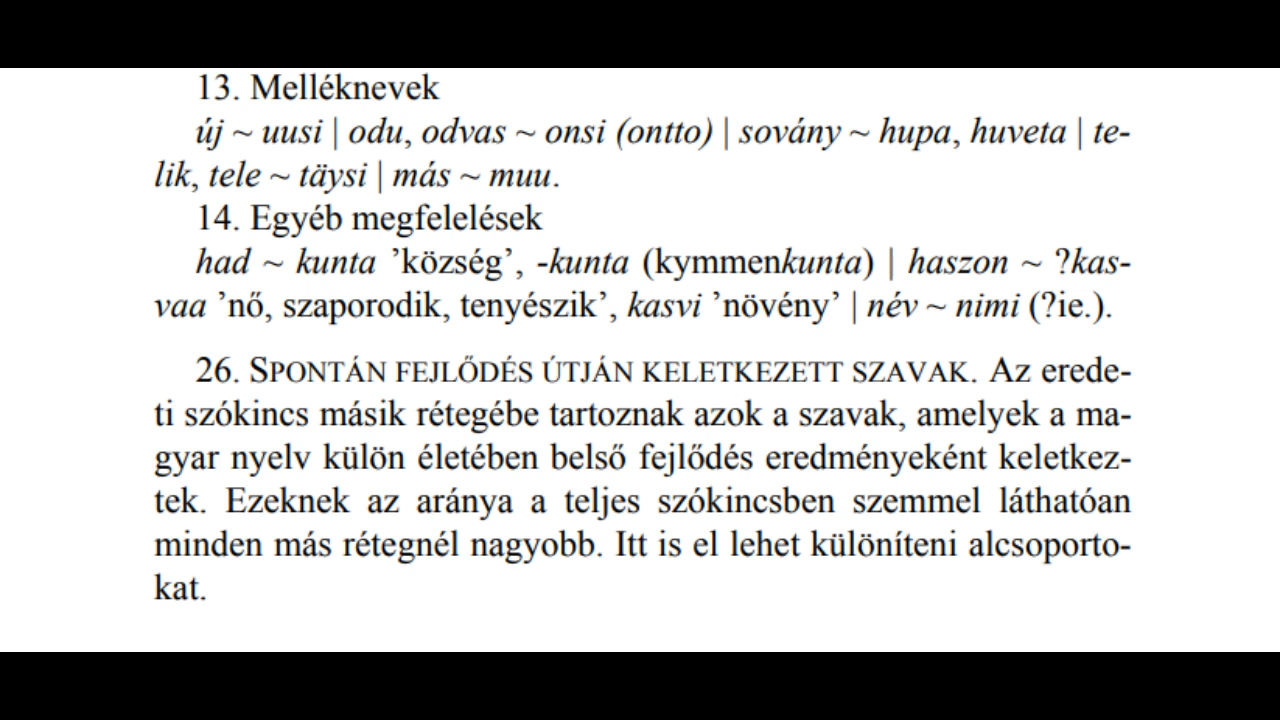 13. Melléknevek
új ~ uusi | odu, odvas ~ onsi (ontto) | sovány ~ hupa, huveta | te-
lik, tele ~ täysi | más ~ muu.
14. Egyéb megfelelések
had ~ kunta ’község’, -kunta (kymmenkunta) | haszon ~ ?kas-
vaa ’nő, szaporodik, tenyészik’, kasvi ’növény’ | név ~ nimi (?ie.).
26. SPONTÁN FEJLŐDÉS ÚTJÁN KELETKEZETT SZAVAK. Az erede-
ti szókincs másik rétegébe tartoznak azok a szavak, amelyek a ma-
gyar nyelv külön életében belső fejlődés eredményeként keletkez-
tek. Ezeknek az aránya a teljes szókincsben szemmel láthatóan
minden más rétegnél nagyobb. Itt is el lehet különíteni alcsoporto-
kat.